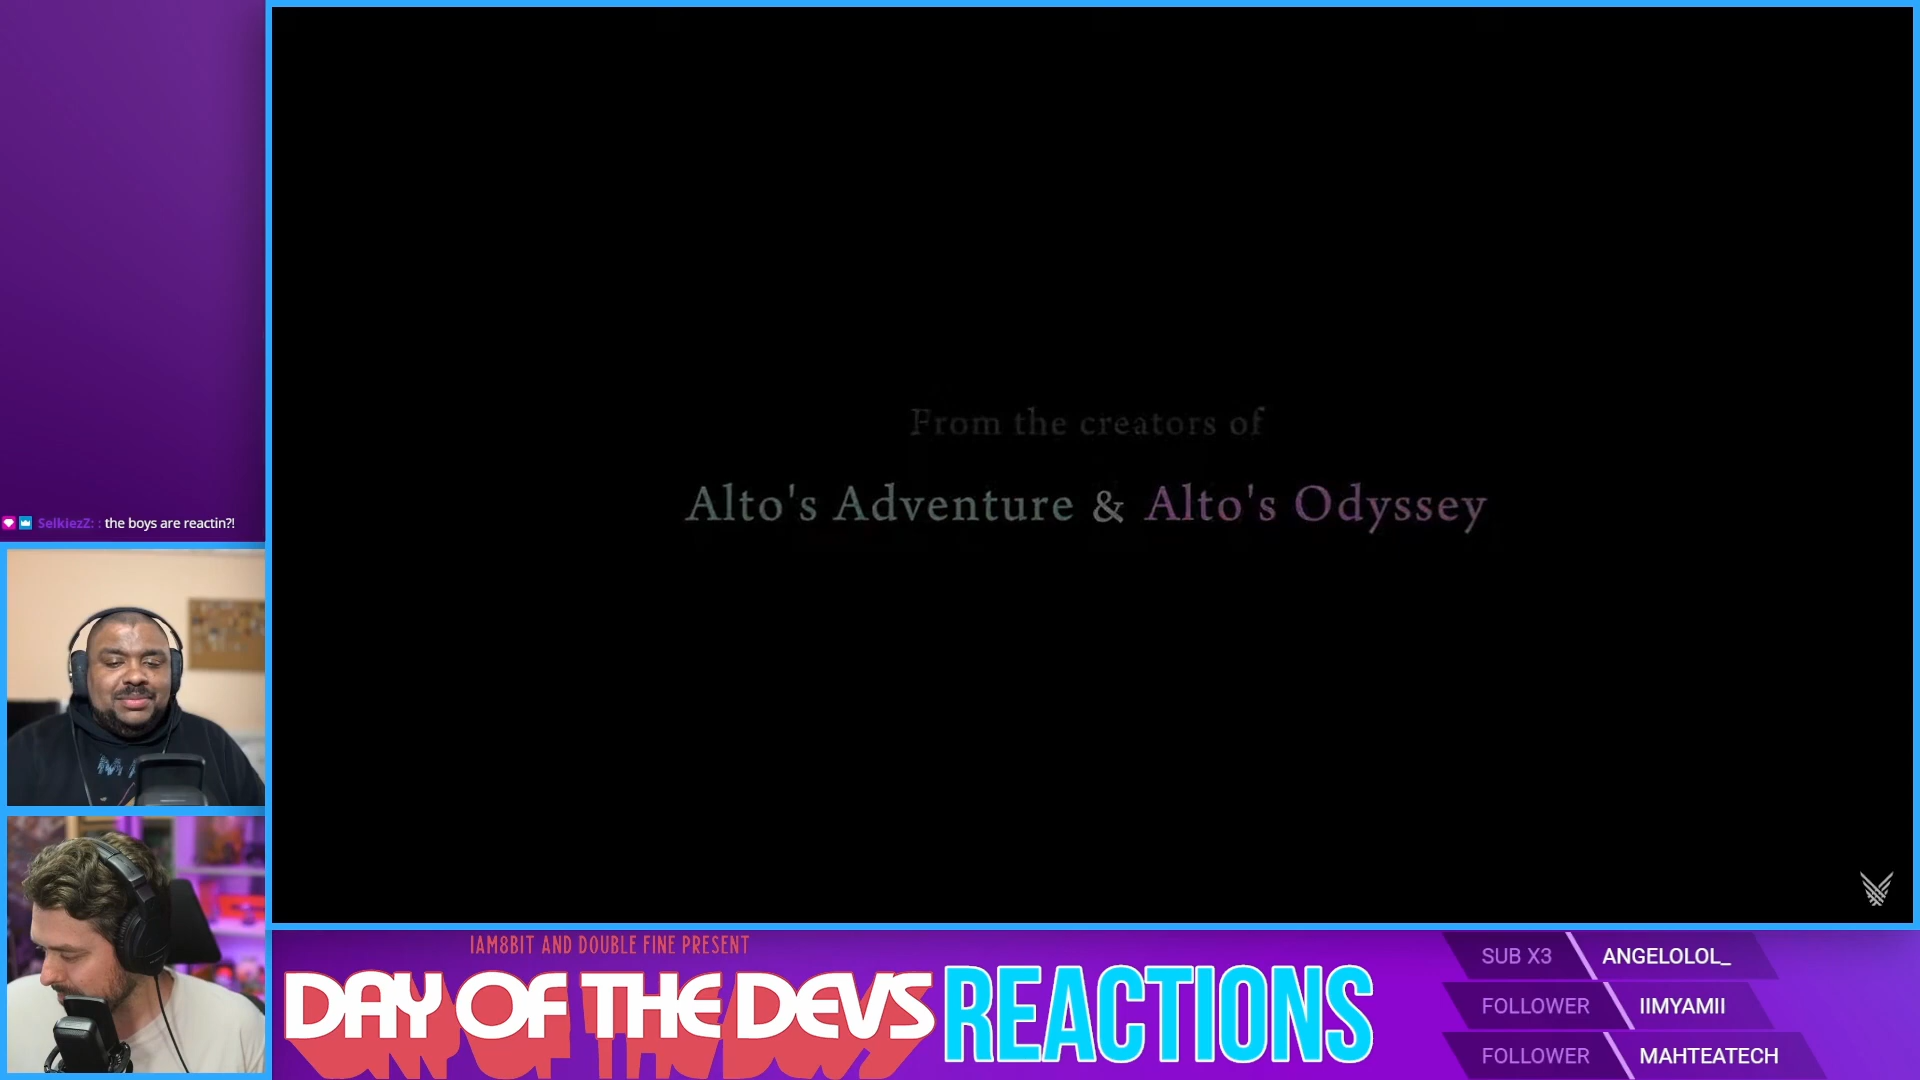 From the creators of
Alto's Adventure & Alto's Odyssey
SelkiezZ: : the boys are reactin?!
IAM8BIT AND DOUBLE FINE PRESENT
DAY OF THE DEVS REACTIONS
SUB X3 ANGELOLOL_
FOLLOWER IIMYAMII
FOLLOWER MAHTEATECH